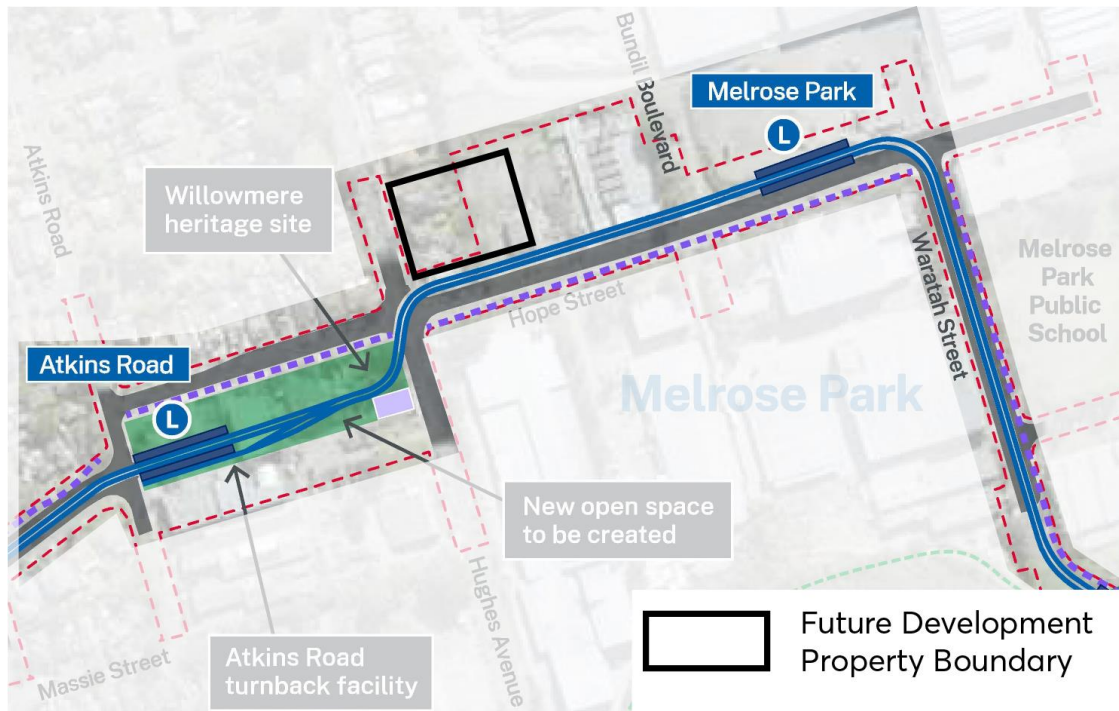 Bundil Boulevard
Melrose Park
L
Atkins Road
Willowmere
heritage site
Melrose
Park
Public
School
Hope Street
Waratah Street
Atkins Road
L
Melrose Park
New open space
to be created
Hughes Avenue
Massie Street
Atkins Road
turnback facility
Future Development
Property Boundary